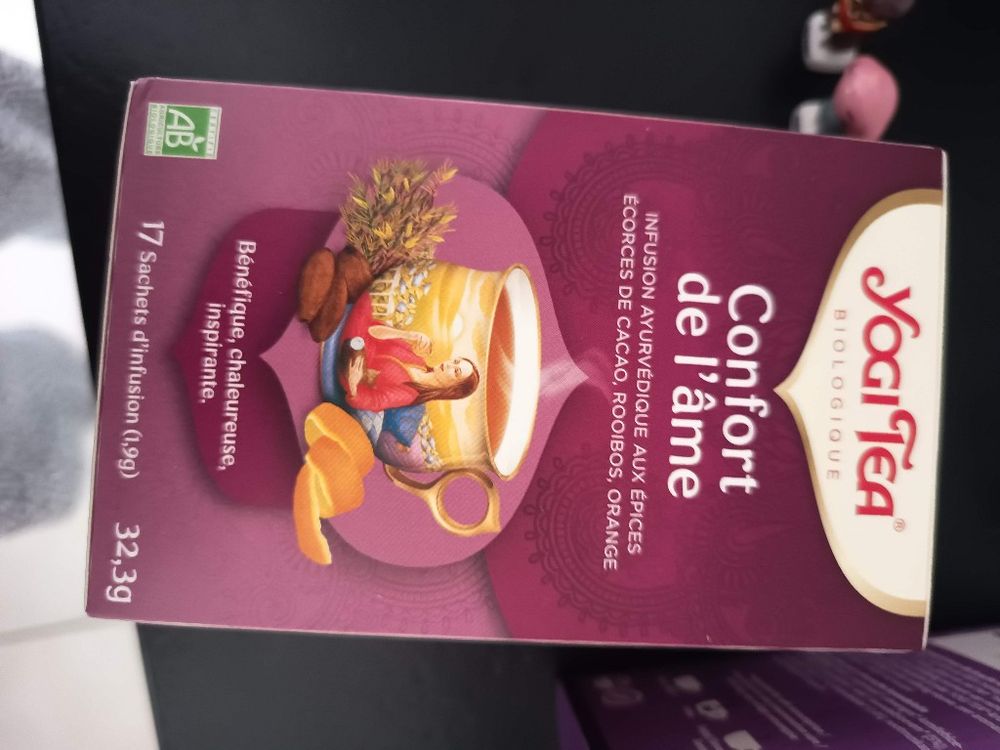 YOGI TEA®
BIOLOGIQUE
Confort
de l'âme
INFUSION AYURVÉDIQUE AUX ÉPICES
ÉCORCES DE CACAO, ROOIBOS, ORANGE
Bénéfique, chaleureuse,
inspirante.
AB
17 Sachets d'infusion (1,9g) 32,3g